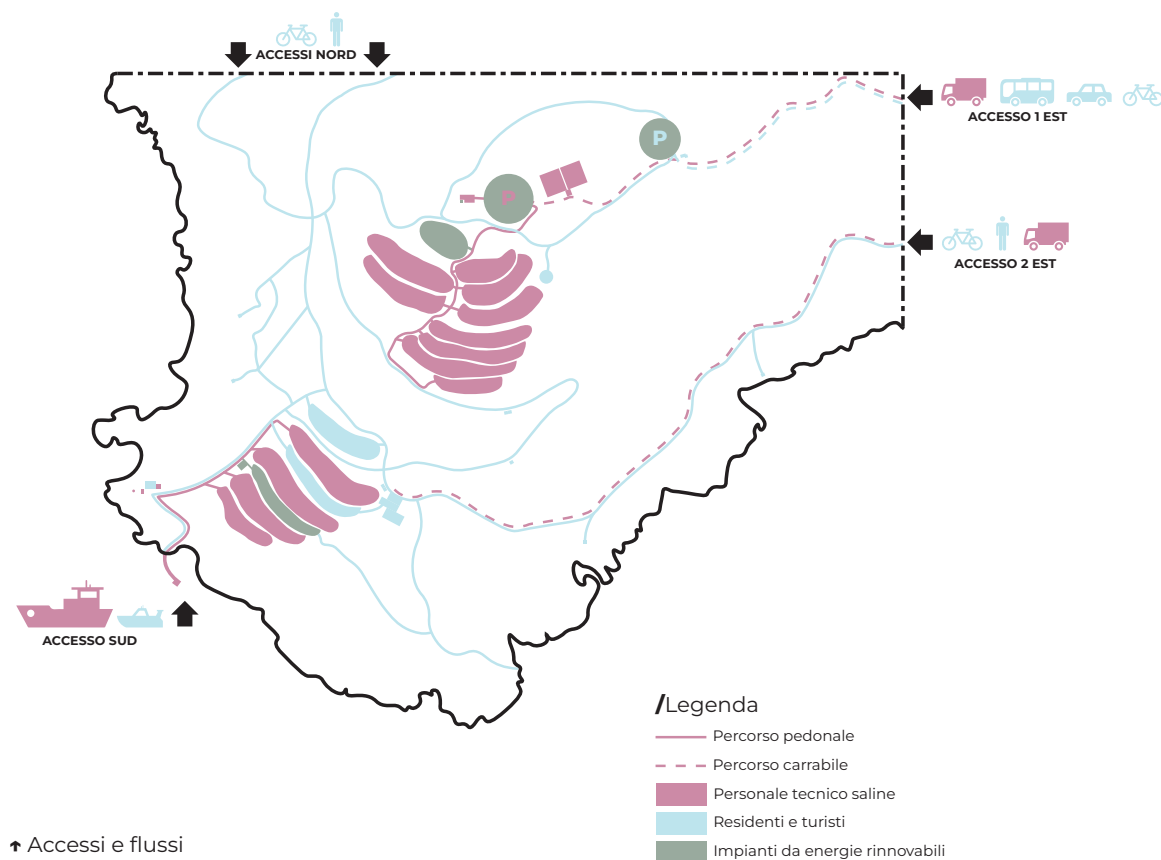 ACCESSI NORD
ACCESSO 1 EST
P
P
ACCESSO 2 EST
ACCESSO SUD
/Legenda
Percorso pedonale
Percorso carrabile
Personale tecnico saline
Residenti e turisti
Impianti da energie rinnovabili
Accessi e flussi